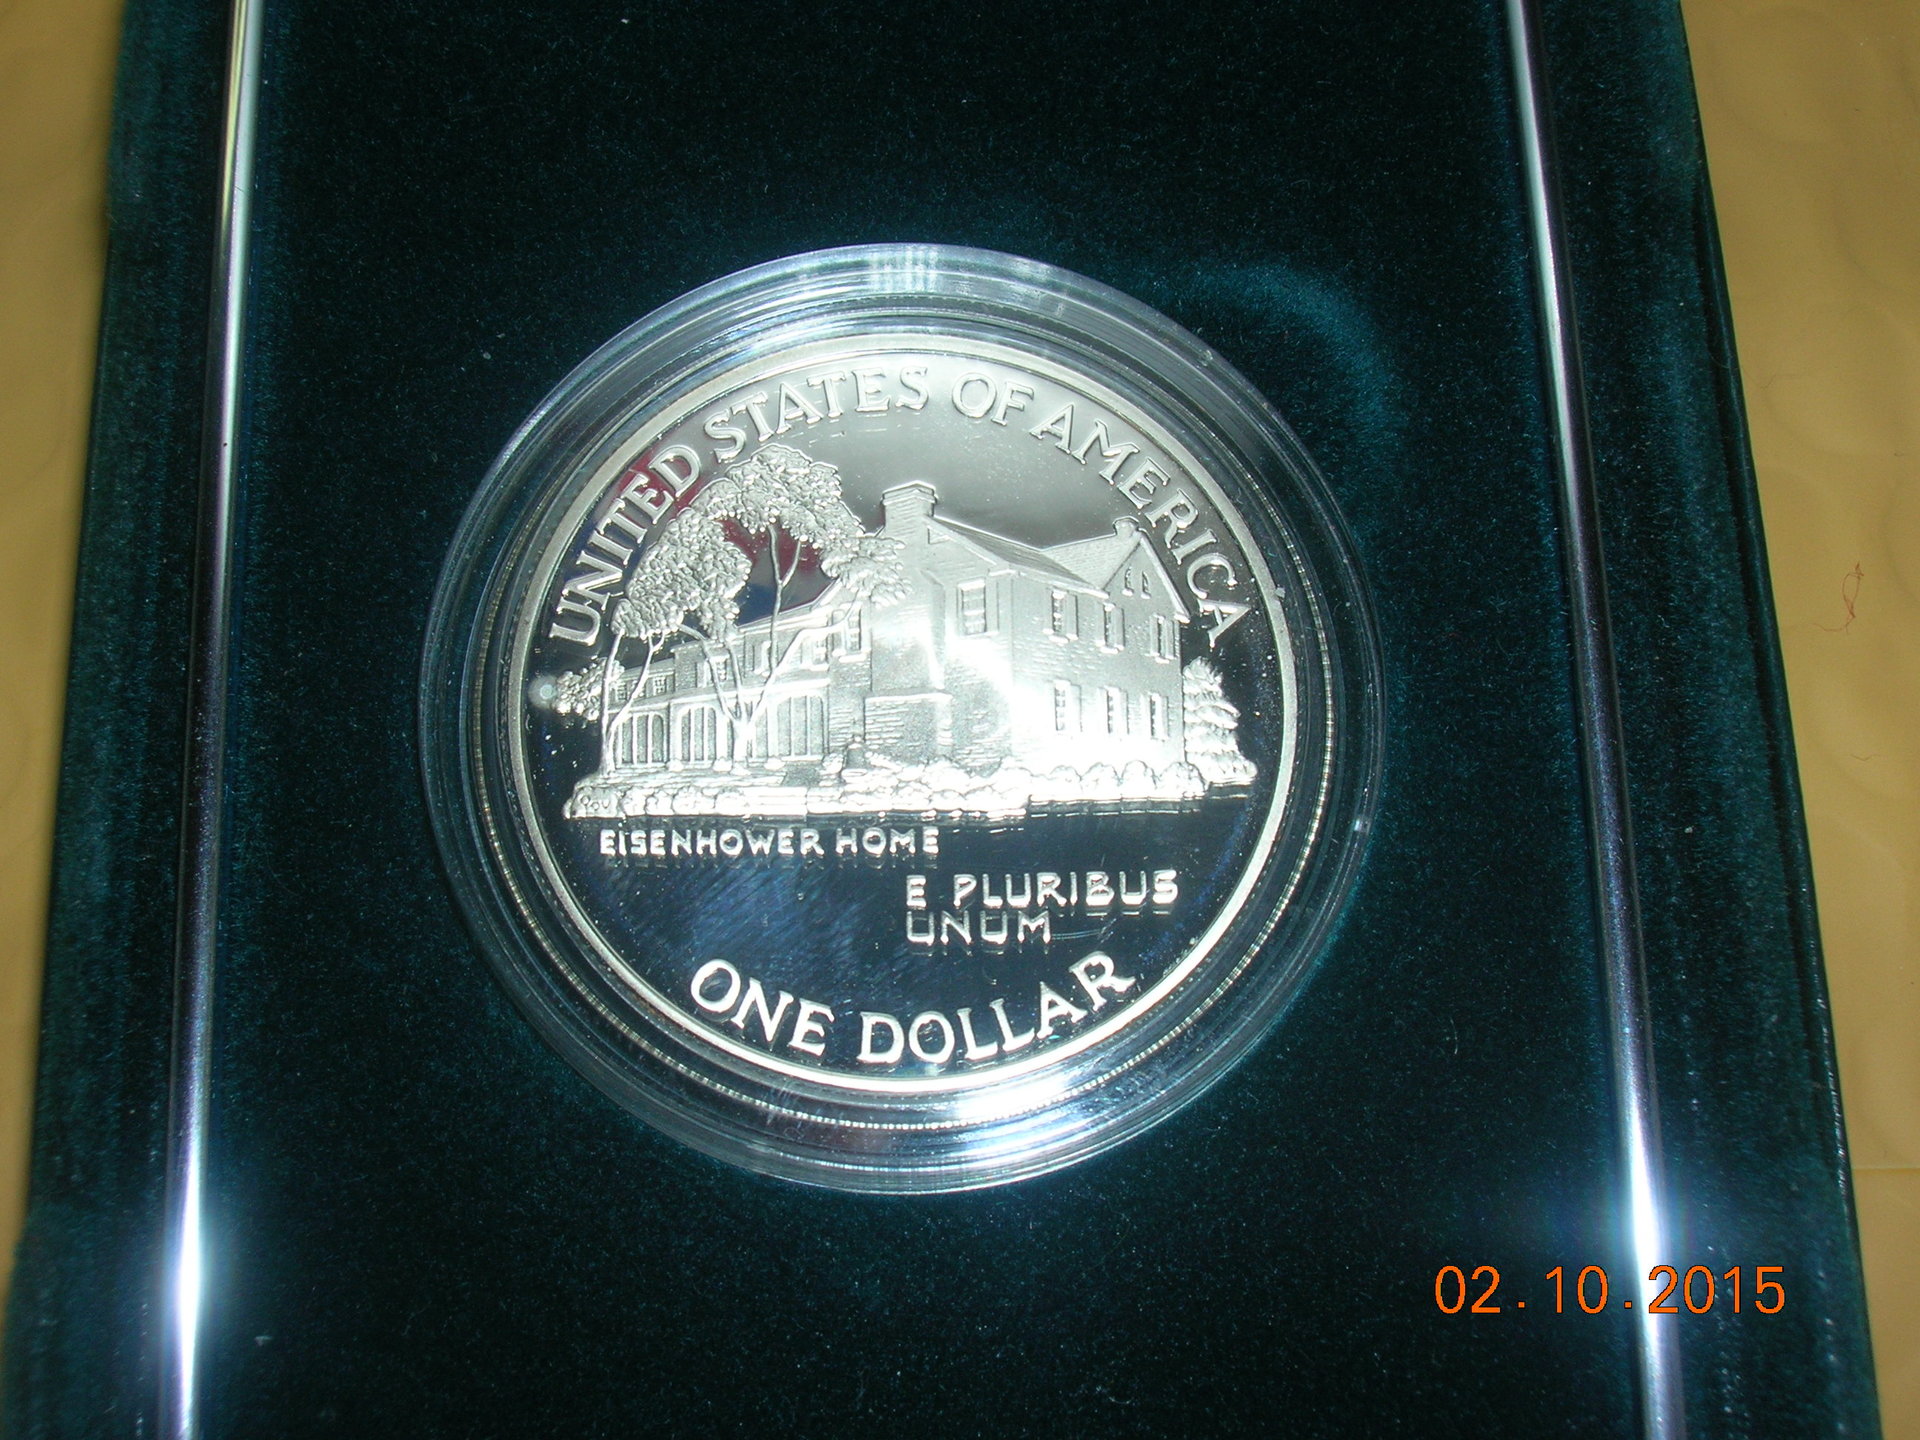 UNITED STATES OF AMERICA
EISENHOWER HOME
E PLURIBUS
UNUM
ONE DOLLAR
02.10.2015